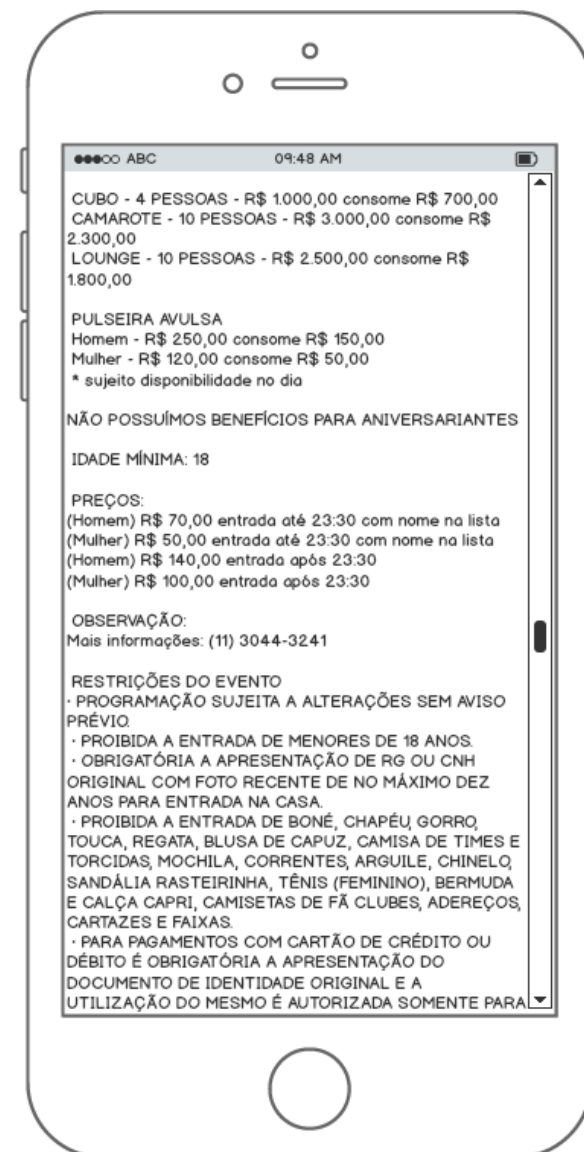 ABC 09:48 AM
CUBO - 4 PESSOAS - R$ 1.000,00 consome R$ 700,00
CAMAROTE - 10 PESSOAS - R$ 3.000,00 consome R$
2.300,00
LOUNGE - 10 PESSOAS - R$ 2.500,00 consome R$
1.800,00
PULSEIRA AVULSA
Homem - R$ 250,00 consome R$ 150,00
Mulher - R$ 120,00 consome R$ 50,00
* sujeito disponibilidade no dia
NÃO POSSUÍMOS BENEFÍCIOS PARA ANIVERSARIANTES
IDADE MÍNIMA: 18
PREÇOS:
(Homem) R$ 70,00 entrada até 23:30 com nome na lista
(Mulher) R$ 50,00 entrada até 23:30 com nome na lista
(Homem) R$ 140,00 entrada após 23:30
(Mulher) R$ 100,00 entrada após 23:30
OBSERVAÇÃO:
Mais informações: (11) 3044-3241
RESTRIÇÕES DO EVENTO
· PROGRAMAÇÃO SUJEITA A ALTERAÇÕES SEM AVISO
PRÉVIO.
· PROIBIDA A ENTRADA DE MENORES DE 18 ANOS.
· OBRIGATÓRIA A APRESENTAÇÃO DE RG OU CNH
ORIGINAL COM FOTO RECENTE DE NO MÁXIMO DEZ
ANOS PARA ENTRADA NA CASA.
· PROIBIDA A ENTRADA DE BONÉ, CHAPÉU, GORRO,
TOUCA, REGATA, BLUSA DE CAPUZ, CAMISA DE TIMES E
TORCIDAS, MOCHILA, CORRENTES, ARGUILE, CHINELO,
SANDÁLIA RASTEIRINHA, TÊNIS (FEMININO), BERMUDA
E CALÇA CAPRI, CAMISETAS DE FÃ CLUBES, ADEREÇOS,
CARTAZES E FAIXAS.
· PARA PAGAMENTOS COM CARTÃO DE CRÉDITO OU
DÉBITO É OBRIGATÓRIA A APRESENTAÇÃO DO
DOCUMENTO DE IDENTIDADE ORIGINAL E A
UTILIZAÇÃO DO MESMO É AUTORIZADA SOMENTE PARA